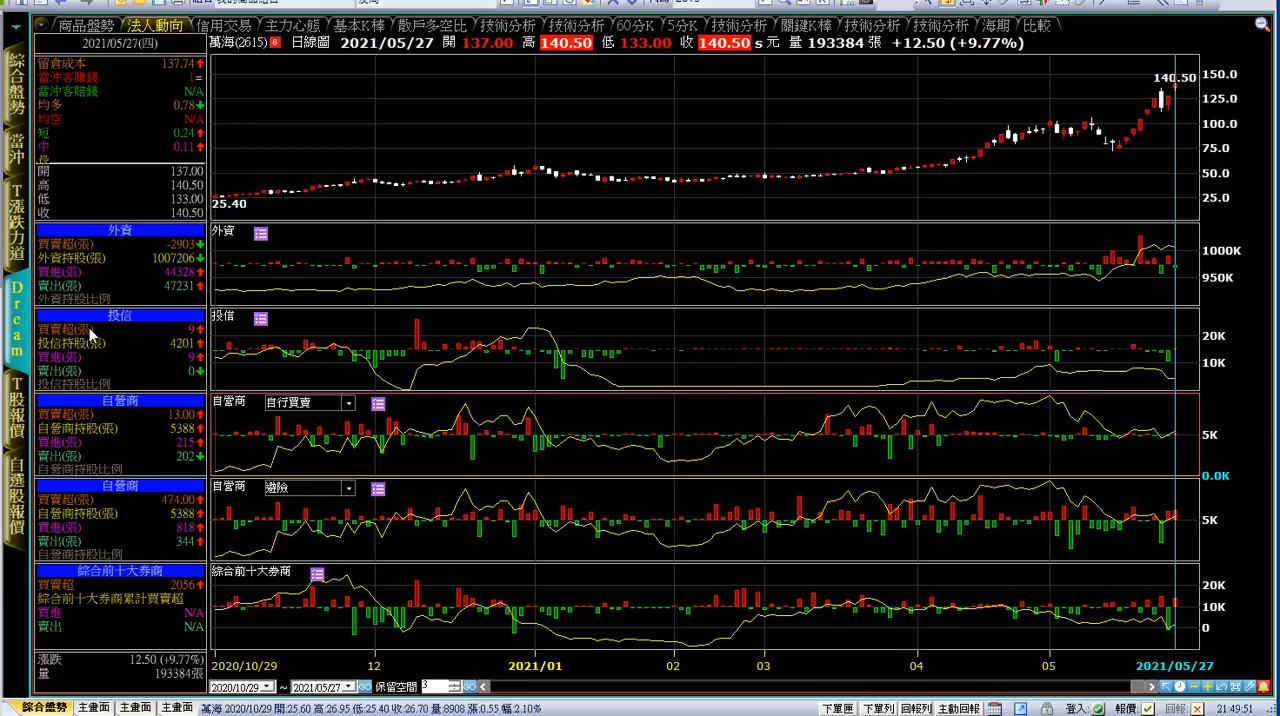 商品盤勢 法人動向 信用交易 主力心態 基本K棒 散戶多空比 技術分析 技術分析 60分K 5分K 技術分析 關鍵K棒 技術分析 技術分析 海期 比較
2021/05/27(四)
萬海(2615) 日線圖 2021/05/27 開 137.00 高 140.50 低 133.00 收 140.50 s 元 量 193384 張 +12.50 (+9.77%)
綜合盤勢
當沖
T漲跌力道
Dream
T股報價
自選股報價
留倉成本 137.74
當沖客賺錢 1=
當沖客賠錢 N/A
均多 0.78
均空 N/A
短 0.24
中 0.11
開 137.00
高 140.50
低 133.00
收 140.50
140.50
25.40
150.0
125.0
100.0
75.0
50.0
25.0
外資
買賣超(張) -2903
外資持股(張) 1007206
買進(張) 44328
賣出(張) 47231
外資持股比例
外資
1000K
950K
投信
買賣超(張) 9
投信持股(張) 4201
買進(張) 9
賣出(張) 0
投信持股比例
投信
20K
10K
自營商
買賣超(張) 13.00
自營商持股(張) 5388
買進(張) 215
賣出(張) 202
自營商持股比例
自營商 自行買賣
5K
0.0K
自營商
買賣超(張) 474.00
自營商持股(張) 5388
買進(張) 818
賣出(張) 344
自營商持股比例
自營商 避險
5K
綜合前十大券商
買賣超 2056
綜合前十大券商累計買賣超
買進 N/A
賣出 N/A
綜合前十大券商
20K
10K
0
漲跌 12.50 (+9.77%)
量 193384張
2020/10/29 12 2021/01 02 03 04 05 2021/05/27
2020/10/29 ~ 2021/05/27 GO 保留空間 3 GO
綜合盤勢 主畫面 主畫面 主畫面 萬海 2020/10/29 開:25.60 高:26.95 低:25.40 收:26.70 量:8908 漲跌:0.55 幅:2.10% 下單匣 下單列 回報列 主動回報 登入: 報價: 回報: 21:49:51